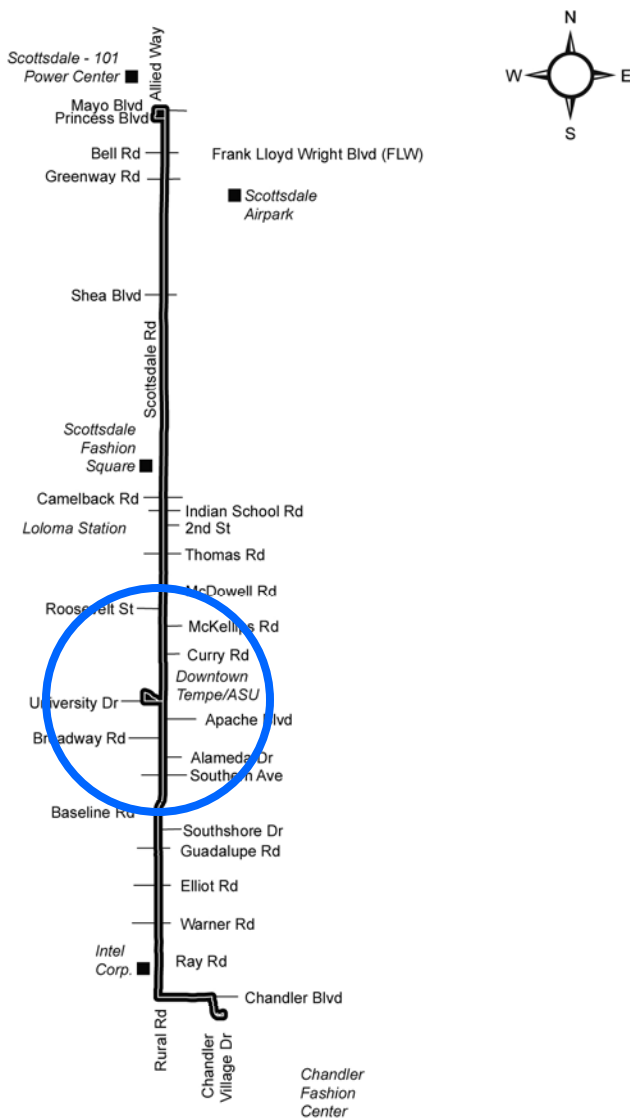 N
W
E
S
Scottsdale - 101
Power Center
Allied Way
Mayo Blvd
Princess Blvd
Bell Rd
Frank Lloyd Wright Blvd (FLW)
Greenway Rd
Scottsdale
Airpark
Shea Blvd
Scottsdale Rd
Scottsdale
Fashion
Square
Camelback Rd
Indian School Rd
Loloma Station
2nd St
Thomas Rd
McDowell Rd
Roosevelt St
McKellips Rd
Curry Rd
Downtown
Tempe/ASU
University Dr
Apache Blvd
Broadway Rd
Alameda Dr
Southern Ave
Baseline Rd
Southshore Dr
Guadalupe Rd
Elliot Rd
Warner Rd
Intel
Corp.
Ray Rd
Chandler Blvd
Rural Rd
Chandler
Village Dr
Chandler
Fashion
Center